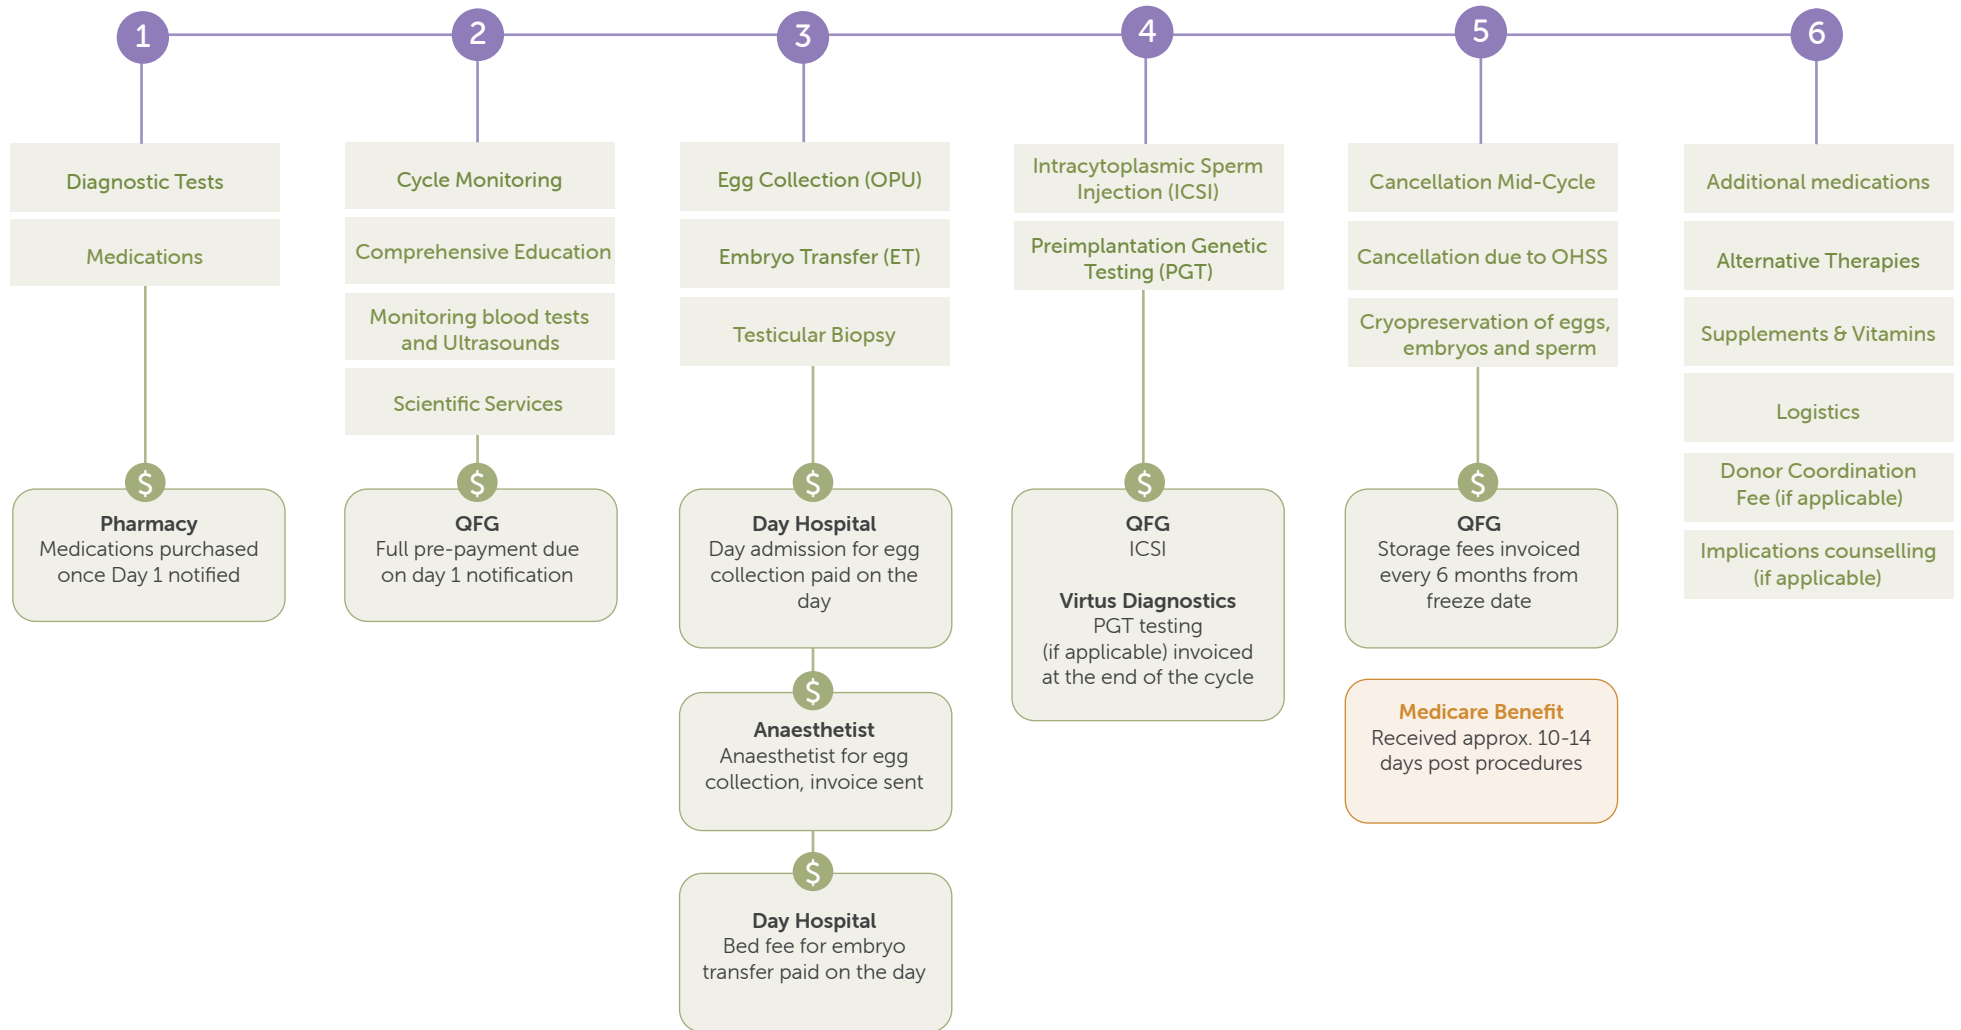 1
2
3
4
5
6
Diagnostic Tests
Medications
$
Pharmacy
Medications purchased
once Day 1 notified
Cycle Monitoring
Comprehensive Education
Monitoring blood tests
and Ultrasounds
Scientific Services
$
QFG
Full pre-payment due
on day 1 notification
Egg Collection (OPU)
Embryo Transfer (ET)
Testicular Biopsy
$
Day Hospital
Day admission for egg
collection paid on the
day
$
Anaesthetist
Anaesthetist for egg
collection, invoice sent
$
Day Hospital
Bed fee for embryo
transfer paid on the day
Intracytoplasmic Sperm
Injection (ICSI)
Preimplantation Genetic
Testing (PGT)
$
QFG
ICSI
Virtus Diagnostics
PGT testing
(if applicable) invoiced
at the end of the cycle
Cancellation Mid-Cycle
Cancellation due to OHSS
Cryopreservation of eggs,
embryos and sperm
$
QFG
Storage fees invoiced
every 6 months from
freeze date
Medicare Benefit
Received approx. 10-14
days post procedures
Additional medications
Alternative Therapies
Supplements & Vitamins
Logistics
Donor Coordination
Fee (if applicable)
Implications counselling
(if applicable)